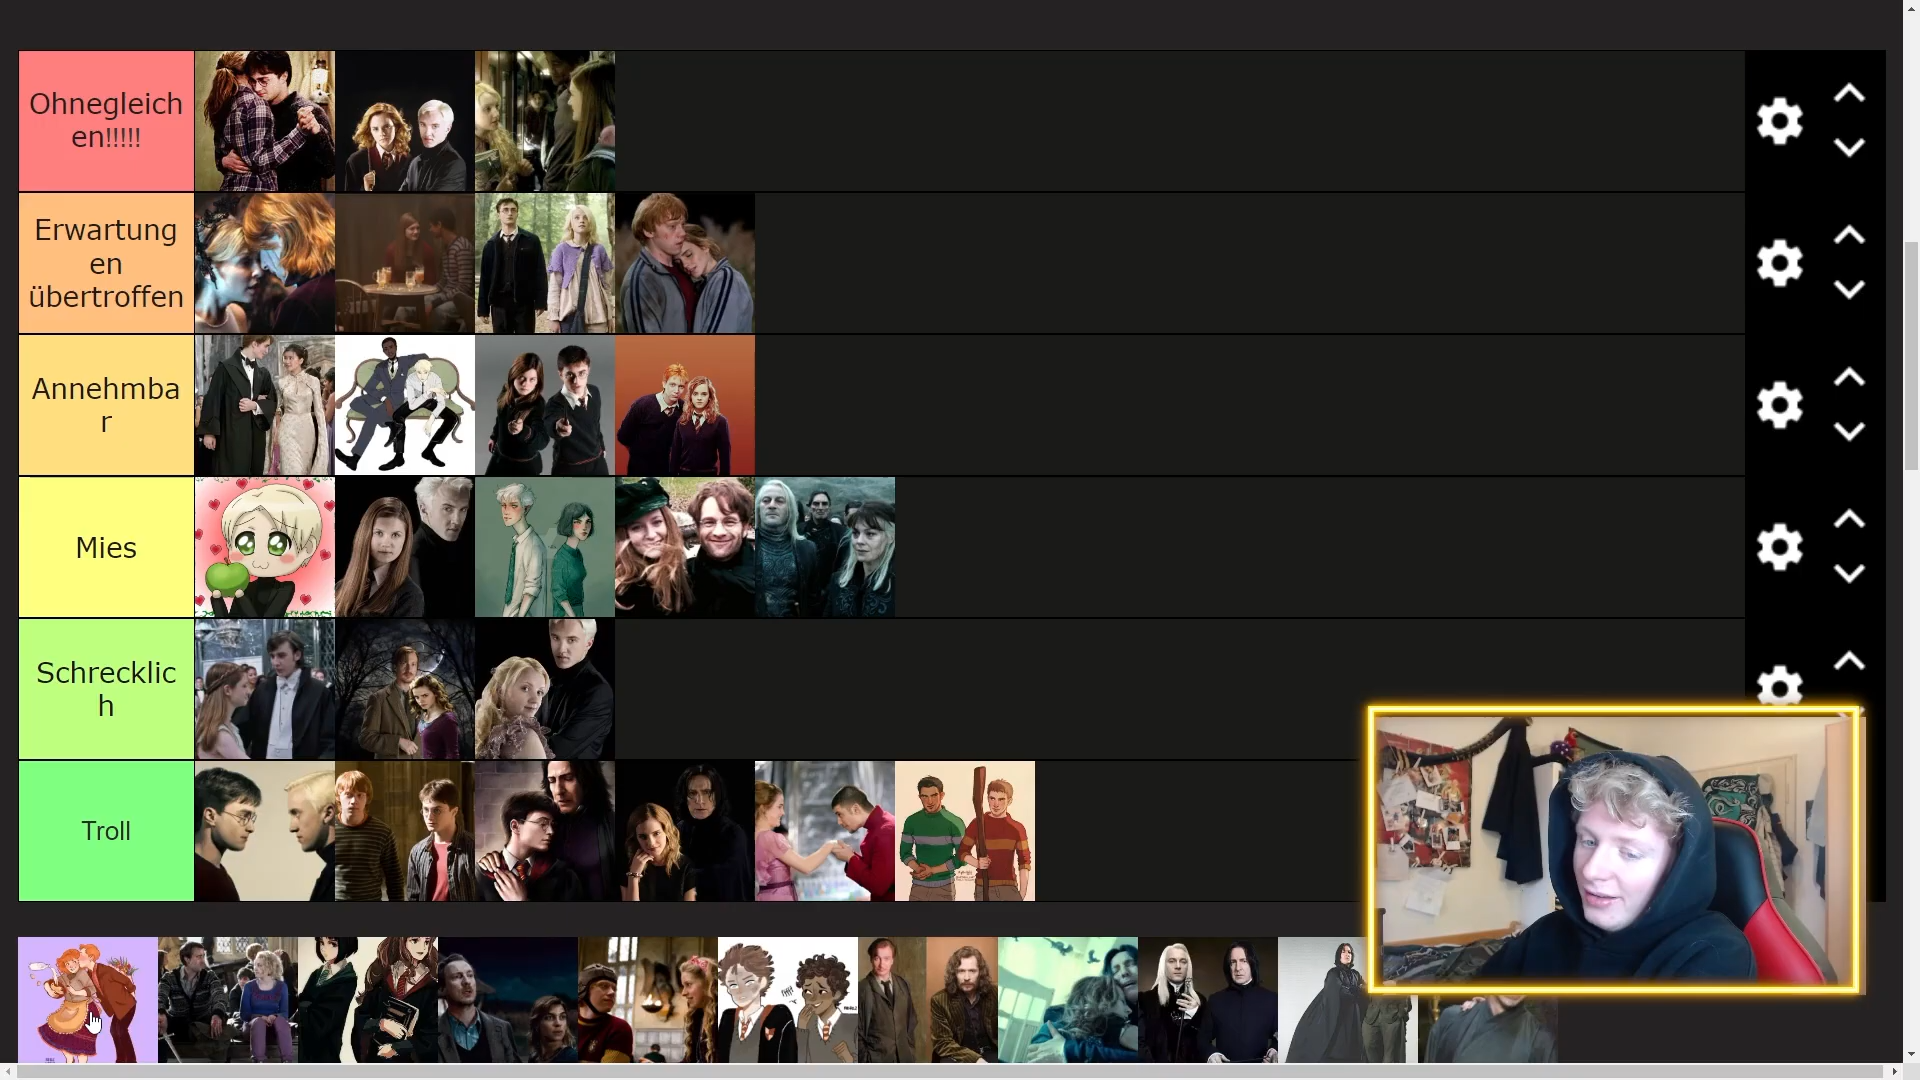 Ohnegleich
en!!!!!
Erwartung
en
übertroffen
Annehmba
r
Mies
Schrecklic
h
Troll